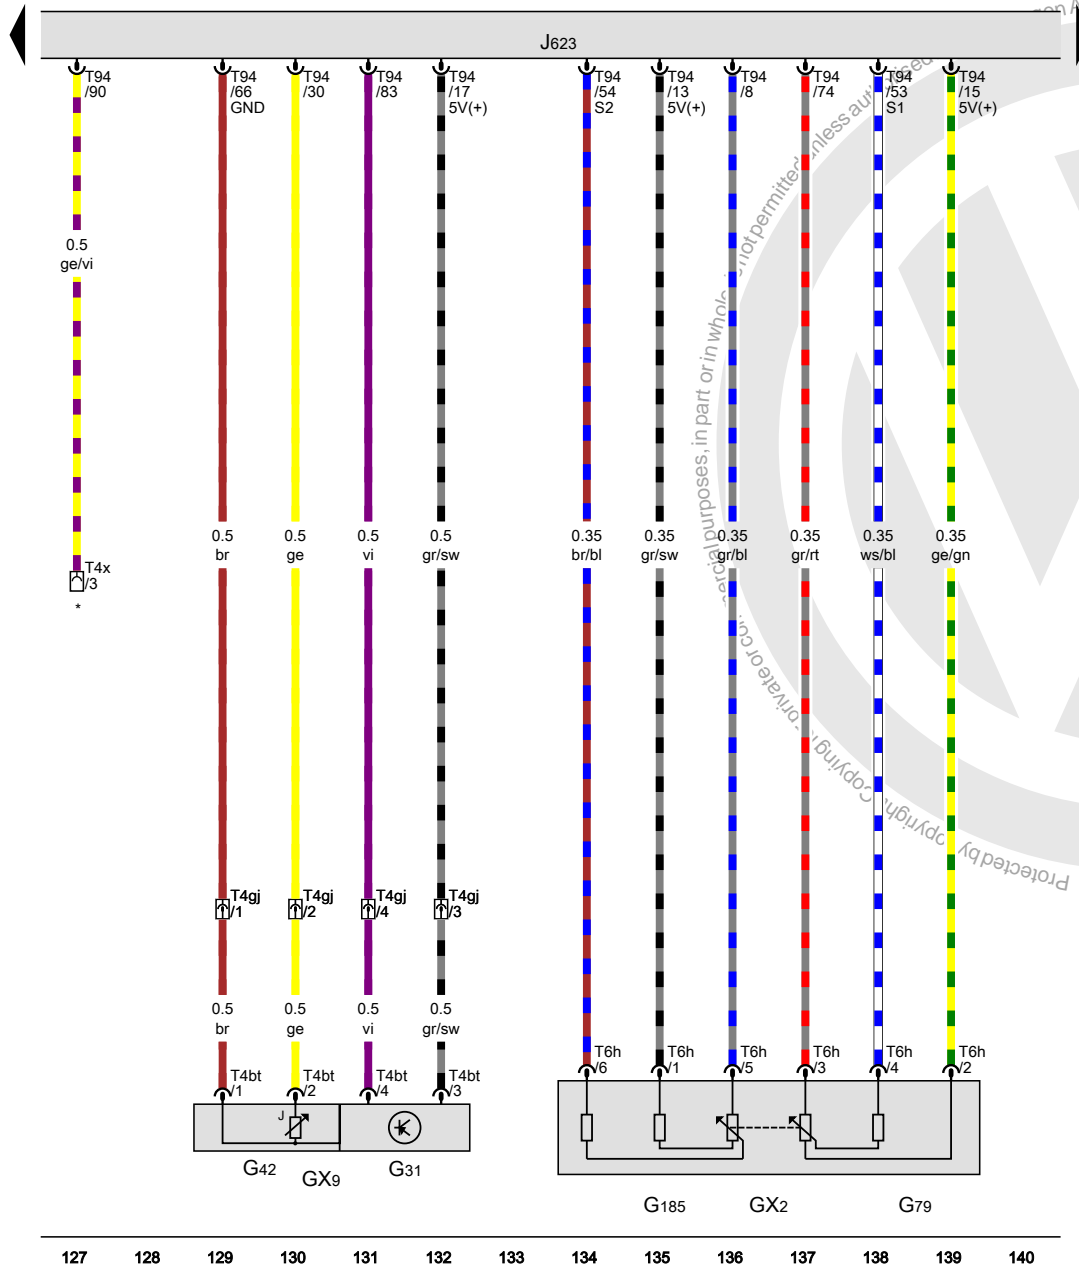 J623
T94
/90
T94
/66
GND
T94
/30
T94
/83
T94
/17
5V(+)
T94
/54
S2
T94
/13
5V(+)
T94
/8
T94
/74
T94
/53
S1
T94
/15
5V(+)
0.5
ge/vi
0.5
br
0.5
ge
0.5
vi
0.5
gr/sw
0.35
br/bl
0.35
gr/sw
0.35
gr/bl
0.35
gr/rt
0.35
ws/bl
0.35
ge/gn
T4x
/3
*
T4gj
/1
T4gj
/2
T4gj
/4
T4gj
/3
0.5
br
0.5
ge
0.5
vi
0.5
gr/sw
T4bt
/1
T4bt
/2
T4bt
/4
T4bt
/3
T6h
/6
T6h
/1
T6h
/5
T6h
/3
T6h
/4
T6h
/2
J
G42
GX9
G31
G185
GX2
G79
127 128 129 130 131 132 133 134 135 136 137 138 139 140
Protected by copyright. Copying for private or commercial purposes, in part or in whole, is not permitted unless authorised